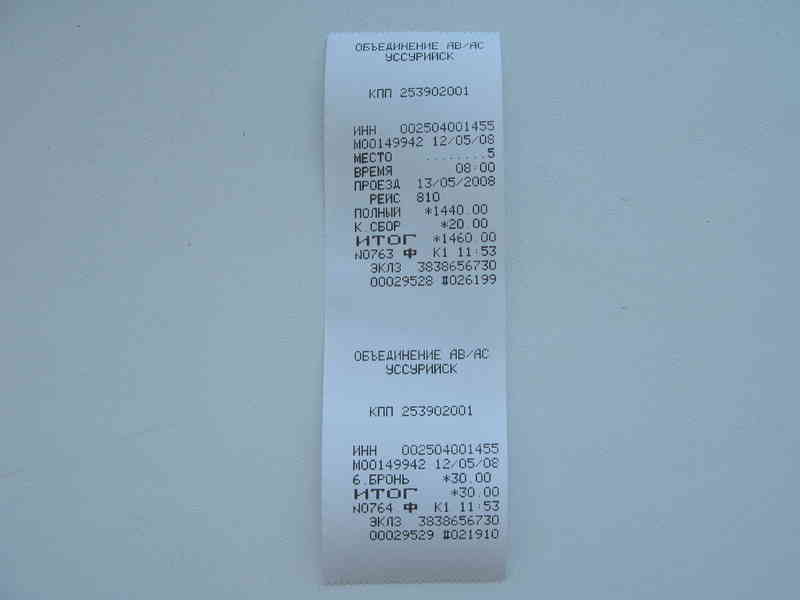 ОБЪЕДИНЕНИЕ АВ/АС
УССУРИЙСК
КПП 253902001
ИНН 002504001455
М00149942 12/05/08
МЕСТО ........5
ВРЕМЯ 08:00
ПРОЕЗД 13/05/2008
РЕЙС 810
ПОЛНЫЙ *1440.00
К.СБОР *20.00
ИТОГ *1460.00
№0763 Ф К1 11:53
ЭКЛЗ 3838656730
00029528 #026199
ОБЪЕДИНЕНИЕ АВ/АС
УССУРИЙСК
КПП 253902001
ИНН 002504001455
М00149942 12/05/08
6.БРОНЬ *30.00
ИТОГ *30.00
№0764 Ф К1 11:53
ЭКЛЗ 3838656730
00029529 #021910